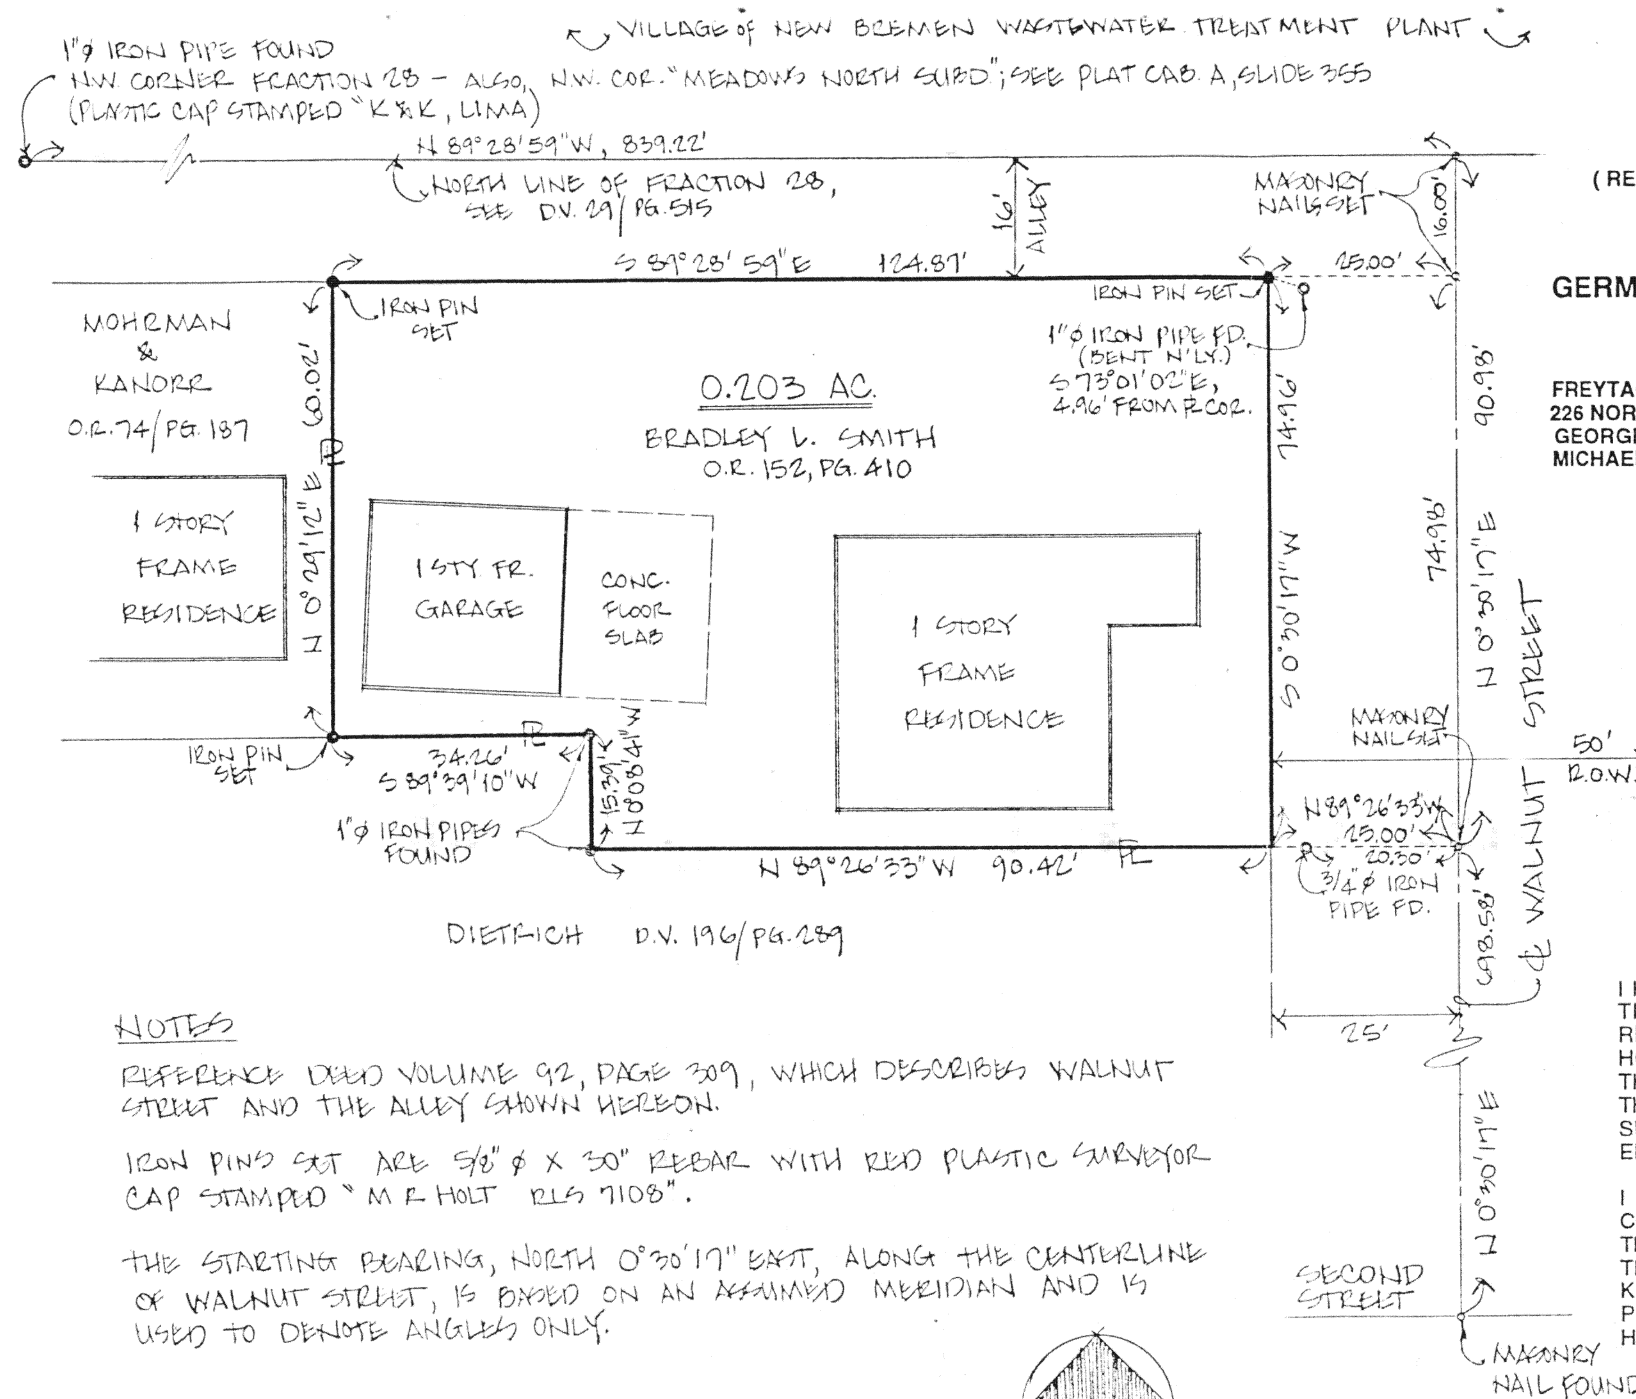 VILLAGE of NEW BREMEN WASTEWATER TREATMENT PLANT
1"ø IRON PIPE FOUND
N.W. CORNER FRACTION 28 - ALSO, N.W. COR. "MEADOWS NORTH SUBD."; SEE PLAT CAB. A, SLIDE 355
(PLASTIC CAP STAMPED "K & K, LIMA)
N 89°28'59"W, 839.22'
NORTH LINE OF FRACTION 28,
SEE D.V. 29/PG. 515
16'
ALLEY
MASONRY
NAILS SET
16.00'
(RE
S 89°28'59"E 124.87'
25.00'
IRON PIN
SET
IRON PIN SET
GERM
MOHRMAN
&
KANORR
O.R. 74/PG. 187
1"ø IRON PIPE FD.
(BENT N'LY.)
S 73°01'02"E,
4.96' FROM PL COR.
0.203 AC.
BRADLEY L. SMITH
O.R. 152, PG. 410
N 0°29'12"E 60.02'
PL
74.96'
S 0°30'17"W
90.98'
74.98'
N 0°30'17"E
FREYTA
226 NOR
GEORGI
MICHAE
1 STORY
FRAME
RESIDENCE
1 STY. FR.
GARAGE
CONC.
FLOOR
SLAB
1 STORY
FRAME
RESIDENCE
MASONRY
NAIL SET
50'
R.O.W.
IRON PIN
SET
34.26'
S 89°39'10"W
PL
15.39'
N 8°08'41"W
1"ø IRON PIPES
FOUND
N 89°26'33"W
25.00'
20.30'
3/4"ø IRON
PIPE FD.
N 89°26'33"W 90.42'
PL
698.58'
CL WALNUT STREET
DIETRICH D.V. 196/PG. 289
25'
NOTES
REFERENCE DEED VOLUME 92, PAGE 309, WHICH DESCRIBES WALNUT
STREET AND THE ALLEY SHOWN HEREON.
IRON PINS SET ARE 5/8" ø X 30" REBAR WITH RED PLASTIC SURVEYOR
CAP STAMPED "M R HOLT RLS 7108".
THE STARTING BEARING, NORTH 0°30'17" EAST, ALONG THE CENTERLINE
OF WALNUT STREET, IS BASED ON AN ASSUMED MERIDIAN AND IS
USED TO DENOTE ANGLES ONLY.
N 0°30'17"E
SECOND
STREET
MASONRY
NAIL FOUND
I
C
P
H